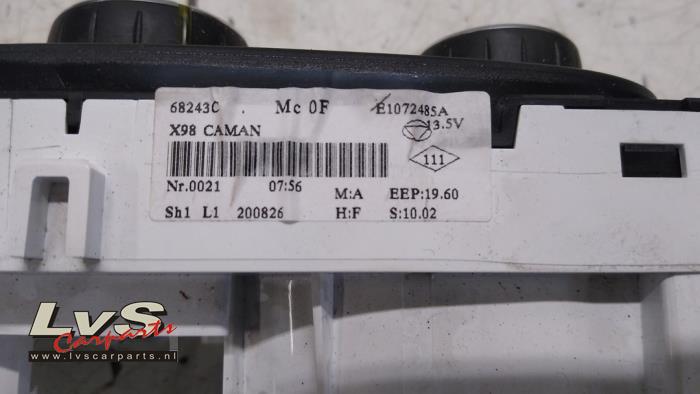 68243C . Mc 0F E1072485A
X98 CAMAN 13.5V
111
Nr.0021 07:56 M:A EEP:19.60
Sh1 L1 200826 H:F S:10.02
LvS
Carparts
www.lvscarparts.nl